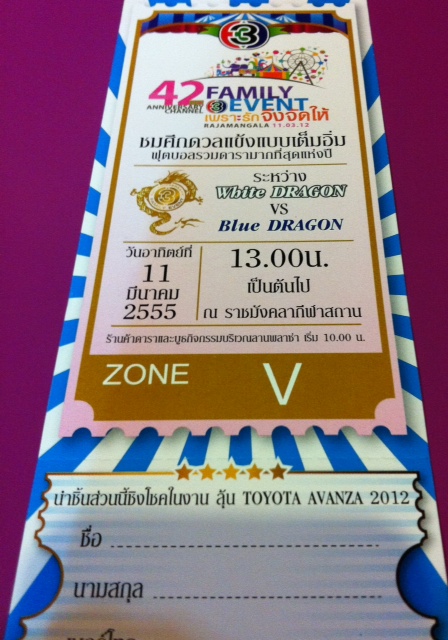 3
42 FAMILY
ANNIVERSARY CHANNEL 3 EVENT
เพราะรักจึงจัดให้
RAJAMANGALA 11.03.12
ชมศึกดวลแข้งแบบเต็มอิ่ม
ฟุตบอลรวมดารามากที่สุดแห่งปี
ระหว่าง
White DRAGON
VS
Blue DRAGON
วันอาทิตย์ที่
11
มีนาคม
2555
13.00น.
เป็นต้นไป
ณ ราชมังคลากีฬาสถาน
ร้านค้าดาราและบูธกิจกรรมบริเวณลานพลาซ่า เริ่ม 10.00 น.
ZONE V
นำชิ้นส่วนนี้ชิงโชคในงาน ลุ้น TOYOTA AVANZA 2012
ชื่อ
นามสกุล